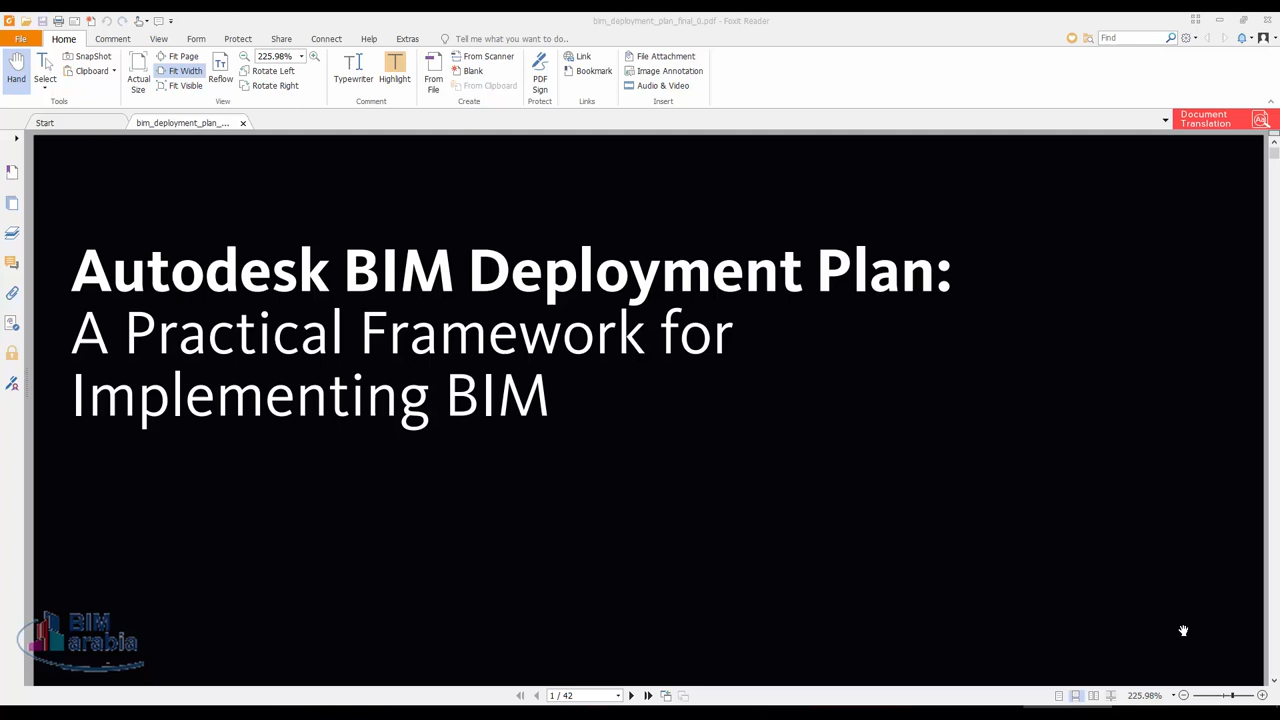 bim_deployment_plan_final_0.pdf - Foxit Reader
File Home Comment View Form Protect Share Connect Help Extras Tell me what you want to do.. Find
Hand
Select
SnapShot
Clipboard
Tools
Actual Size
Fit Page
Fit Width
Fit Visible
Reflow
225.98%
Rotate Left
Rotate Right
View
Typewriter
Highlight
Comment
From File
From Scanner
Blank
From Clipboard
Create
PDF Sign
Protect
Link
Bookmark
Links
File Attachment
Image Annotation
Audio & Video
Insert
Start
bim_deployment_plan_...
Document
Translation
Autodesk BIM Deployment Plan:
A Practical Framework for
Implementing BIM
BIM
arabia
1 / 42
225.98%